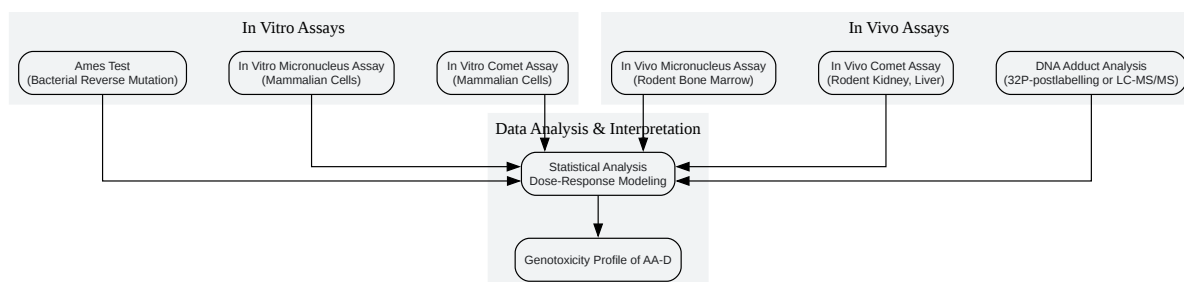 In Vitro Assays
In Vivo Assays
Ames Test
(Bacterial Reverse Mutation)
In Vitro Micronucleus Assay
(Mammalian Cells)
In Vitro Comet Assay
(Mammalian Cells)
In Vivo Micronucleus Assay
(Rodent Bone Marrow)
In Vivo Comet Assay
(Rodent Kidney, Liver)
DNA Adduct Analysis
(32P-postlabelling or LC-MS/MS)
Data Analysis & Interpretation
Statistical Analysis
Dose-Response Modeling
Genotoxicity Profile of AA-D